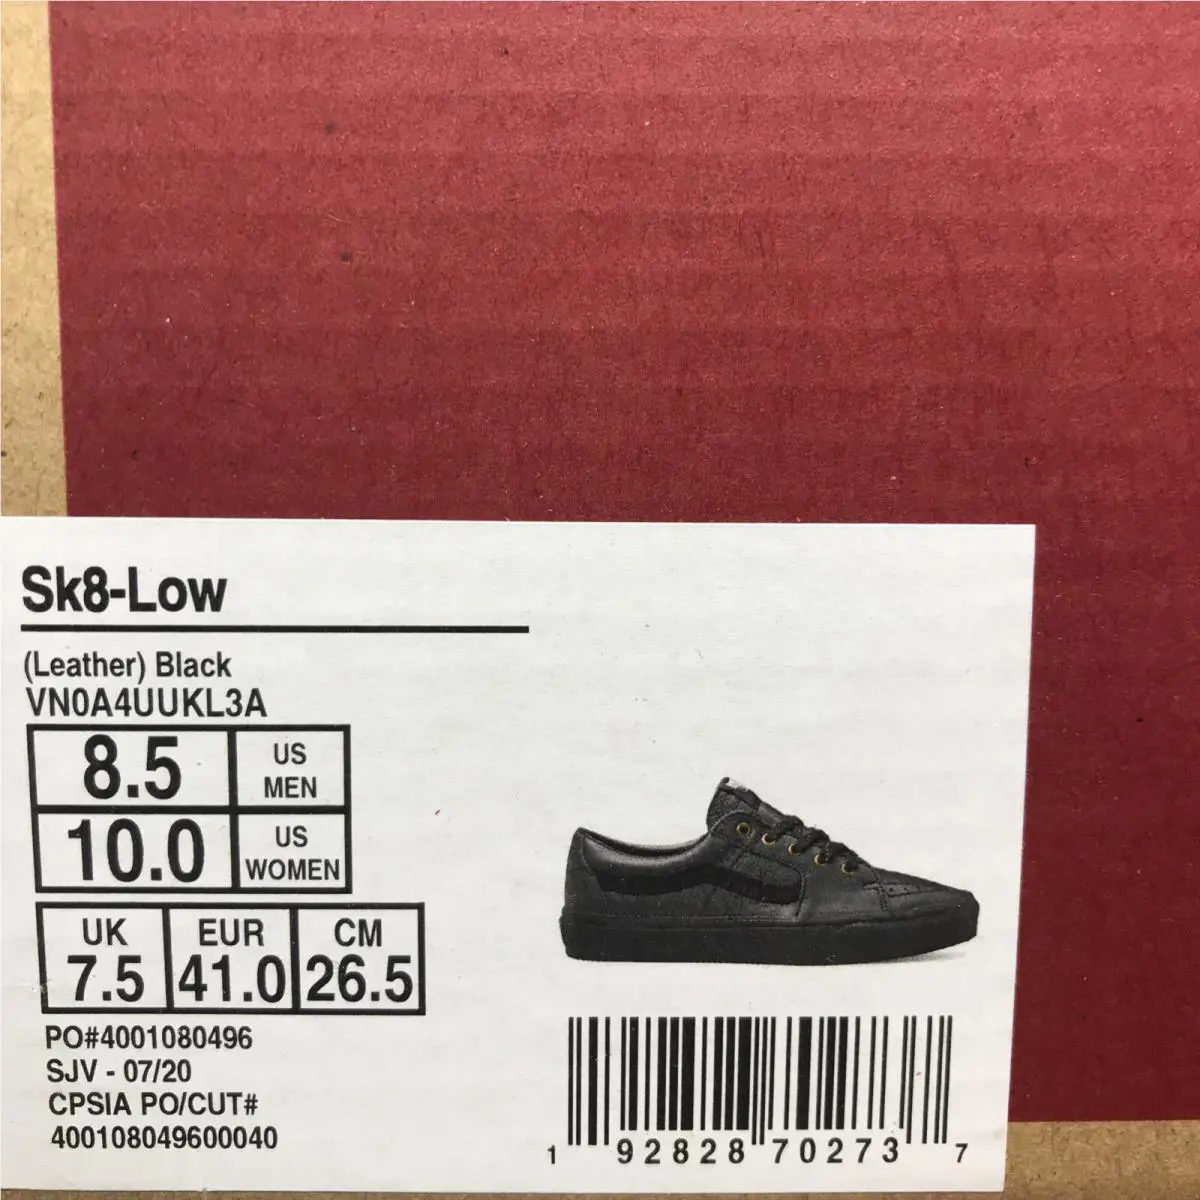 Sk8-Low
(Leather) Black
VN0A4UUKL3A
8.5 US MEN
10.0 US WOMEN
UK EUR CM
7.5 41.0 26.5
PO#4001080496
SJV - 07/20
CPSIA PO/CUT#
400108049600040
1 92828 70273 7